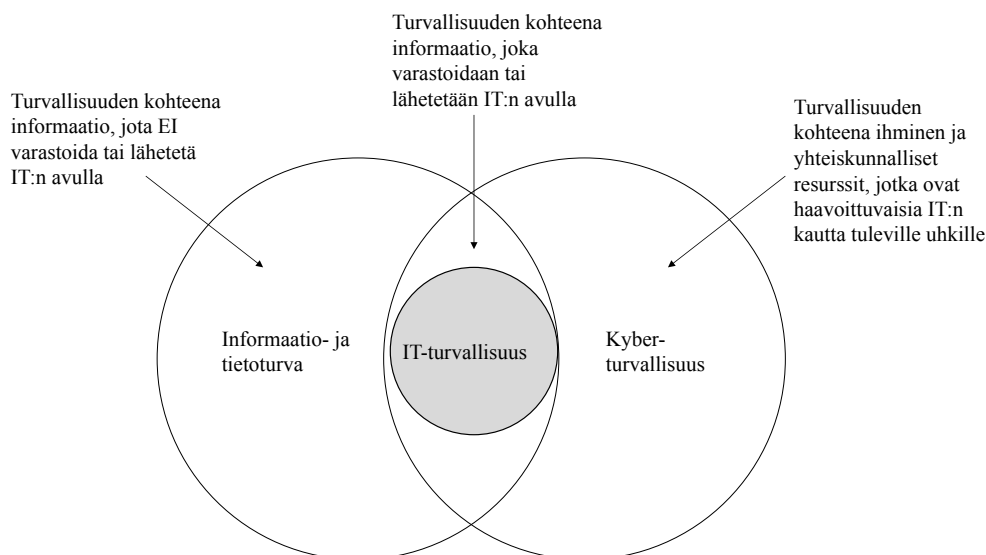 Turvallisuuden kohteena
informaatio, joka
varastoidaan tai
lähetetään IT:n avulla
Turvallisuuden kohteena
informaatio, jota EI
varastoida tai lähetetä
IT:n avulla
Turvallisuuden
kohteena ihminen ja
yhteiskunnalliset
resurssit, jotka ovat
haavoittuvaisia IT:n
kautta tuleville uhkille
Informaatio- ja
tietoturva
IT-turvallisuus
Kyber-
turvallisuus